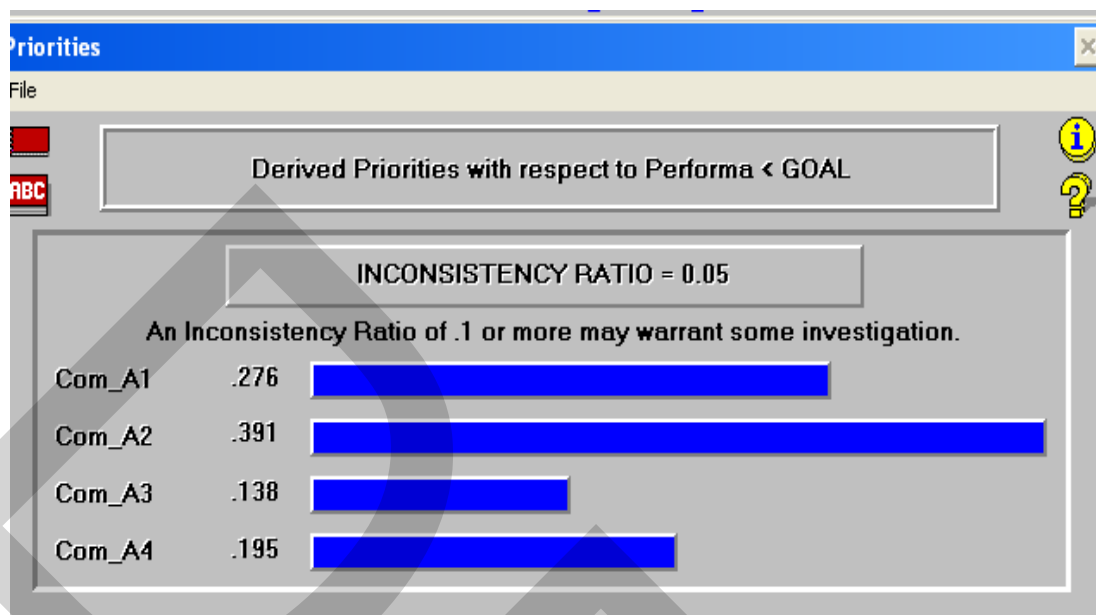 Priorities
File
Derived Priorities with respect to Performa < GOAL
ABC
INCONSISTENCY RATIO = 0.05
An Inconsistency Ratio of .1 or more may warrant some investigation.
Com_A1 .276
Com_A2 .391
Com_A3 .138
Com_A4 .195